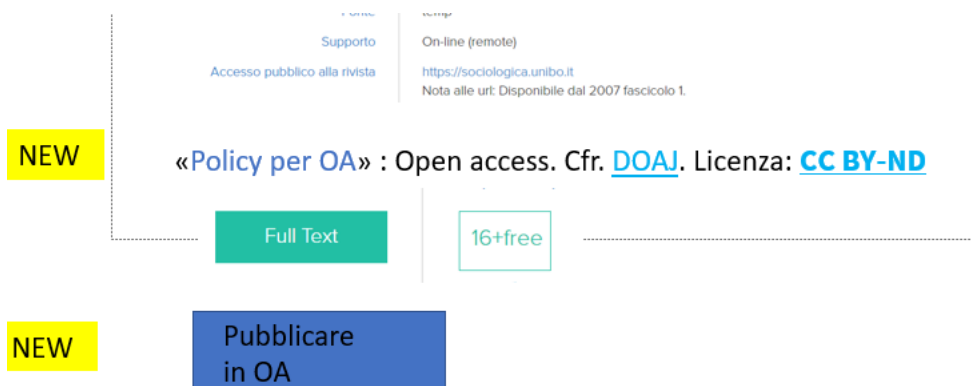 Fonte temp
Supporto On-line (remote)
Accesso pubblico alla rivista https://sociologica.unibo.it
Nota alle url: Disponibile dal 2007 fascicolo 1.
NEW «Policy per OA» : Open access. Cfr. DOAJ. Licenza: CC BY-ND
Full Text 16+free
NEW Pubblicare
in OA